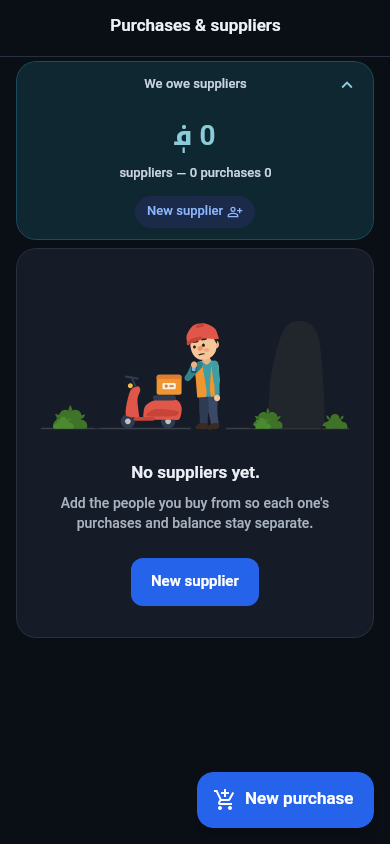 Purchases & suppliers
We owe suppliers
؋ 0
suppliers — 0 purchases 0
New supplier
No suppliers yet.
Add the people you buy from so each one's
purchases and balance stay separate.
New supplier
New purchase